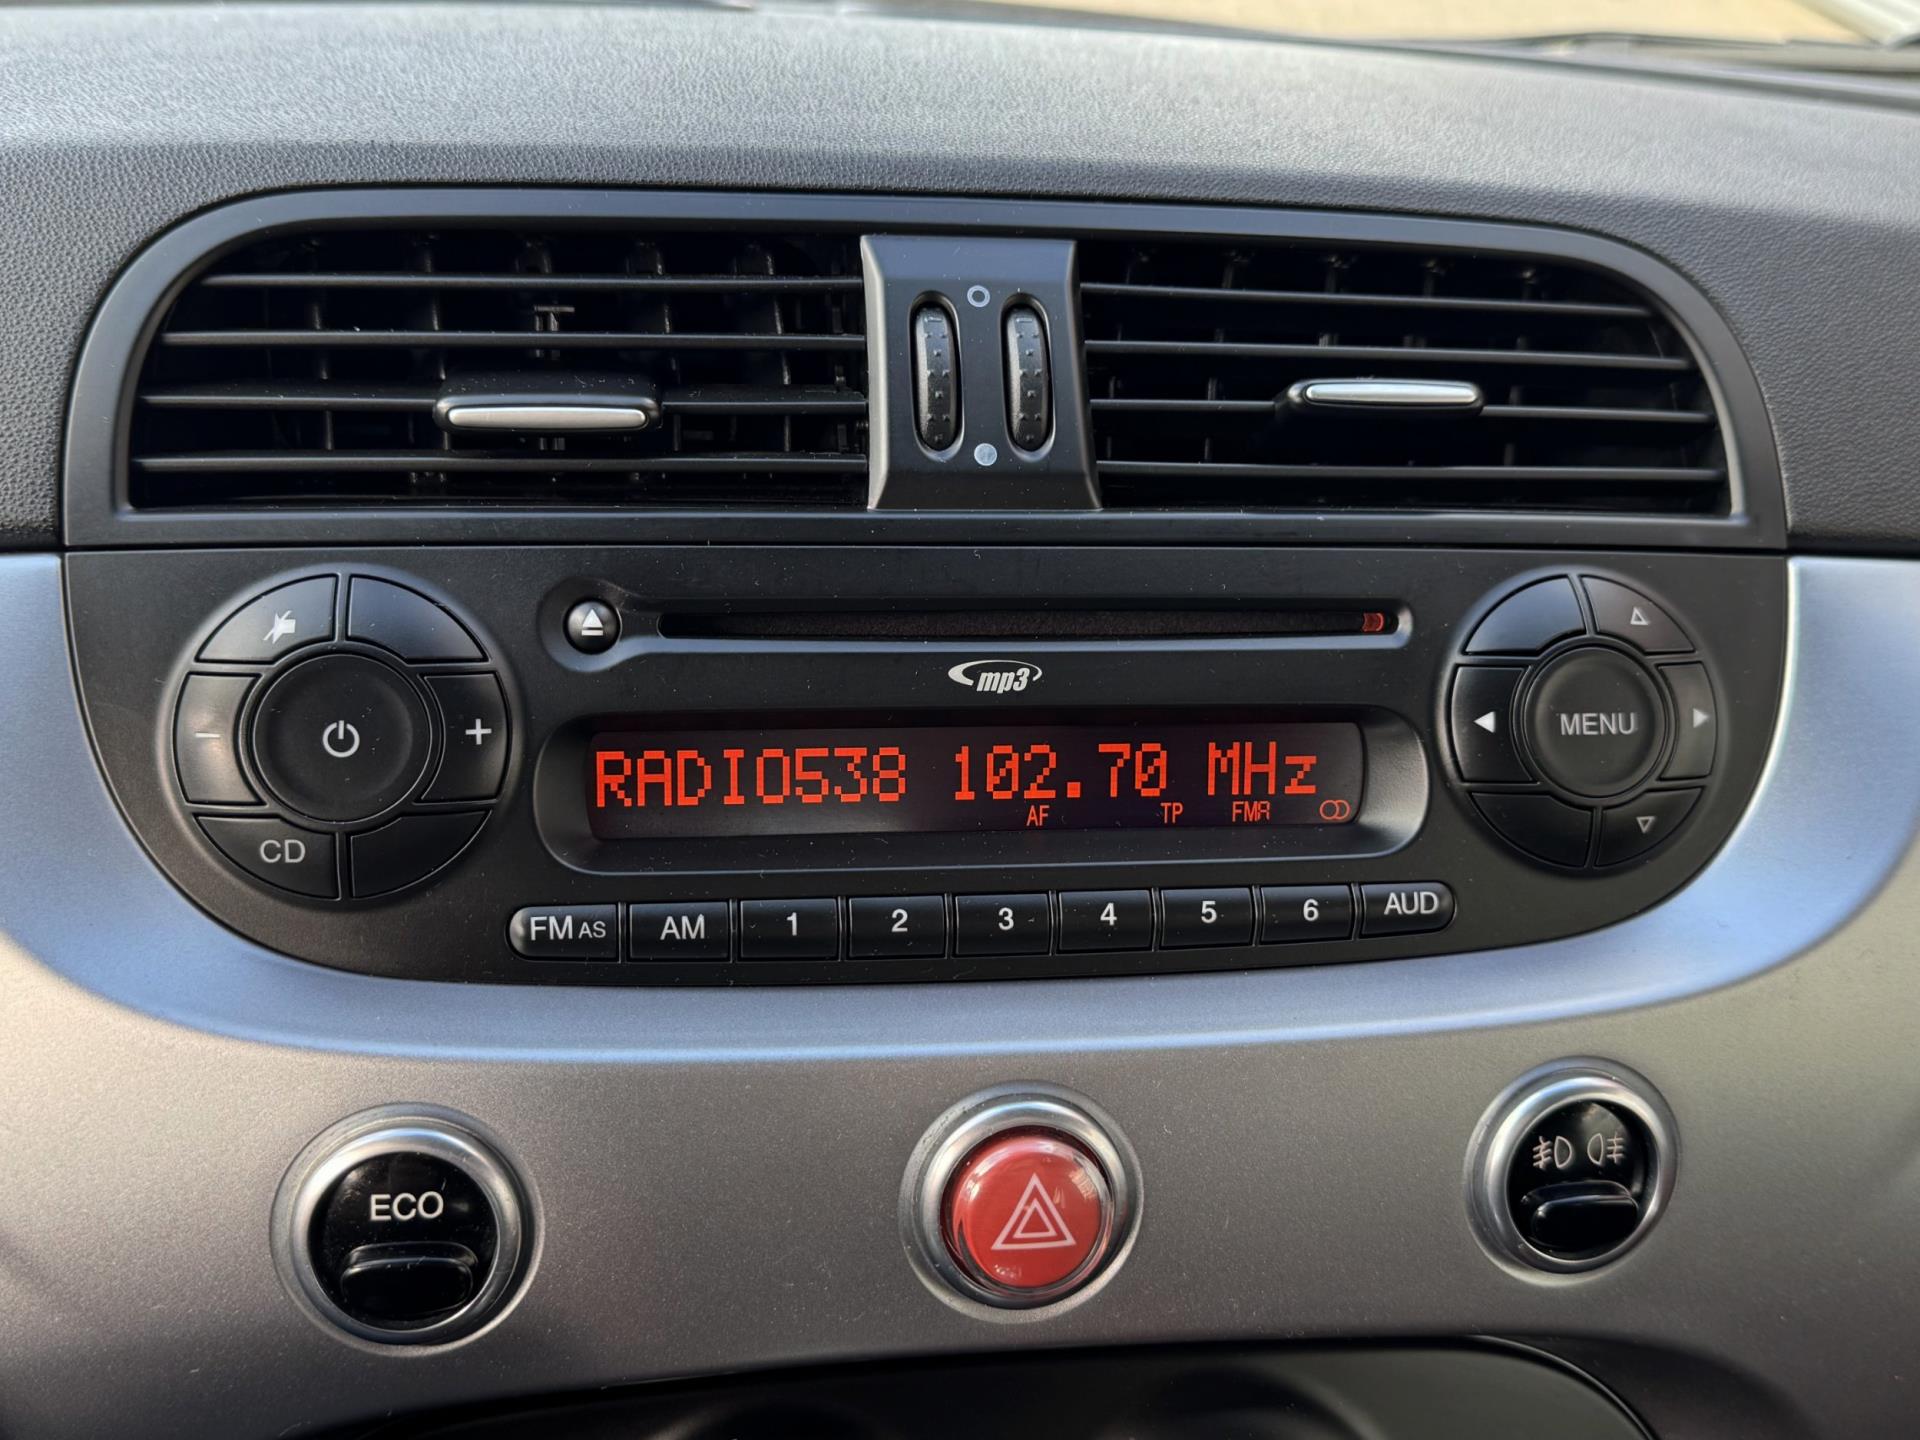 mp3
RADIO538 102.70 MHz
AF TP FMA
MENU
CD
FM AS AM 1 2 3 4 5 6 AUD
ECO